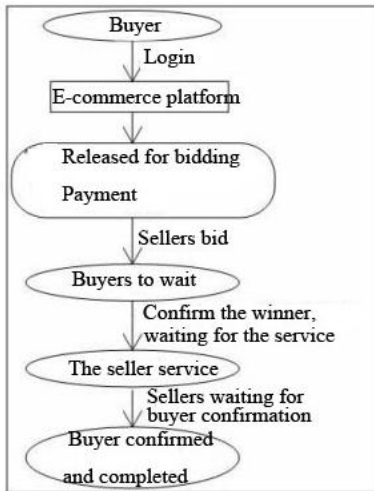 Buyer
Login
E-commerce platform
Released for bidding
Payment
Sellers bid
Buyers to wait
Confirm the winner,
waiting for the service
The seller service
Sellers waiting for
buyer confirmation
Buyer confirmed
and completed